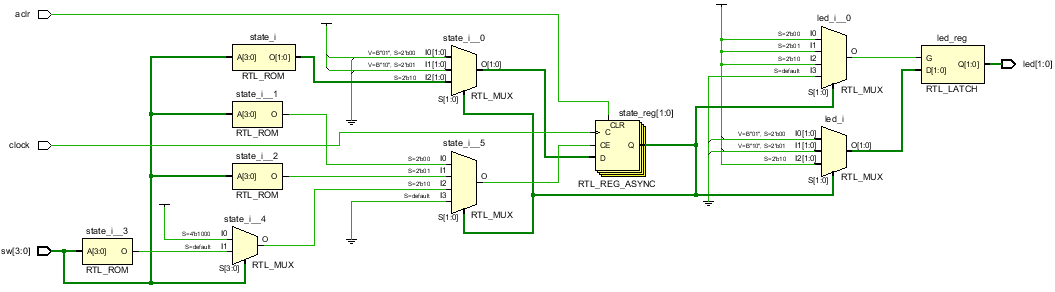 aclr
state_i
A[3:0] O[1:0]
RTL_ROM
state_i__1
A[3:0] O
RTL_ROM
clock
state_i__2
A[3:0] O
RTL_ROM
state_i__3
sw[3:0]
A[3:0] O
RTL_ROM
state_i__4
S=4'b1000 I0
S=default I1
O
S[3:0]
RTL_MUX
state_i__0
V=B"01", S=2'b00 I0[1:0]
V=B"10", S=2'b01 I1[1:0]
S=2'b10 I2[1:0]
O[1:0]
S[1:0]
RTL_MUX
state_i__5
S=2'b00 I0
S=2'b01 I1
S=2'b10 I2
S=default I3
O
S[1:0]
RTL_MUX
state_reg[1:0]
CLR
C
CE Q
D
RTL_REG_ASYNC
led_i__0
S=2'b00 I0
S=2'b01 I1
S=2'b10 I2
S=default I3
O
S[1:0]
RTL_MUX
led_i
V=B"01", S=2'b00 I0[1:0]
V=B"10", S=2'b01 I1[1:0]
S=2'b10 I2[1:0]
O[1:0]
S[1:0]
RTL_MUX
led_reg
G
D[1:0] Q[1:0]
RTL_LATCH
led[1:0]